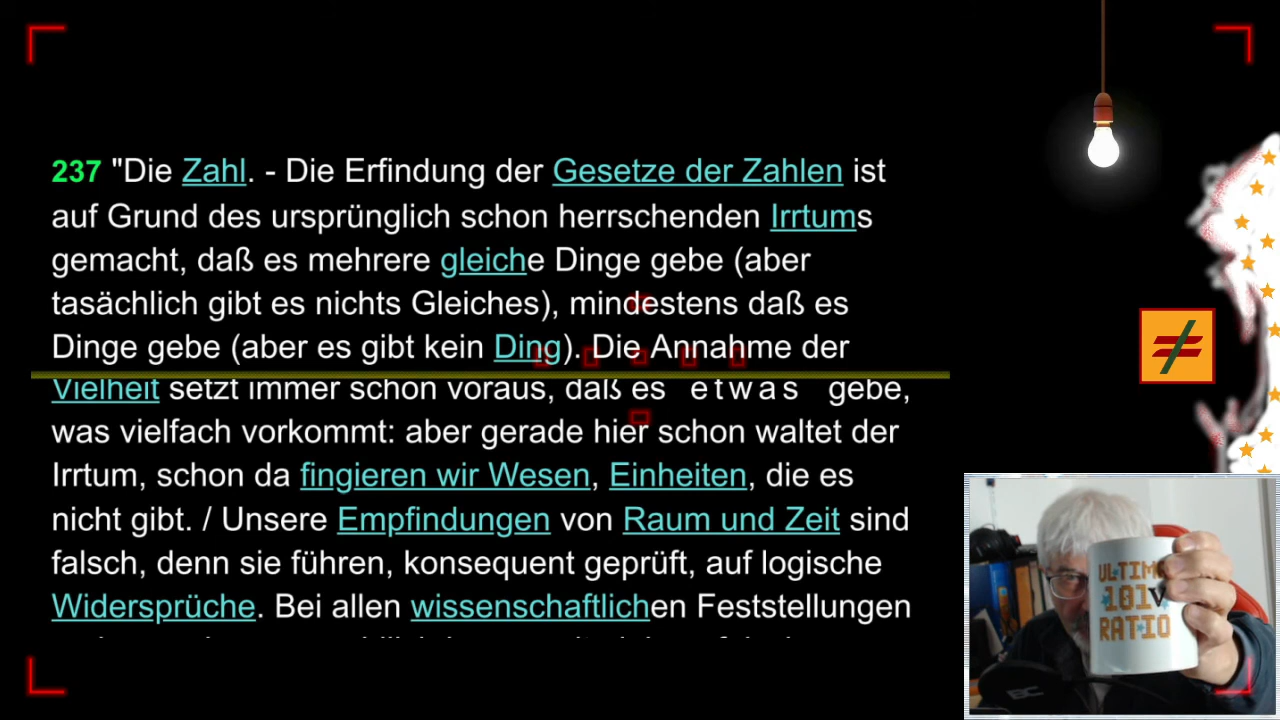 237 "Die Zahl. - Die Erfindung der Gesetze der Zahlen ist
auf Grund des ursprünglich schon herrschenden Irrtums
gemacht, daß es mehrere gleiche Dinge gebe (aber
tasächlich gibt es nichts Gleiches), mindestens daß es
Dinge gebe (aber es gibt kein Ding). Die Annahme der
Vielheit setzt immer schon voraus, daß es etwas gebe,
was vielfach vorkommt: aber gerade hier schon waltet der
Irrtum, schon da fingieren wir Wesen, Einheiten, die es
nicht gibt. / Unsere Empfindungen von Raum und Zeit sind
falsch, denn sie führen, konsequent geprüft, auf logische
Widersprüche. Bei allen wissenschaftlichen Feststellungen
≠
101
RATIO